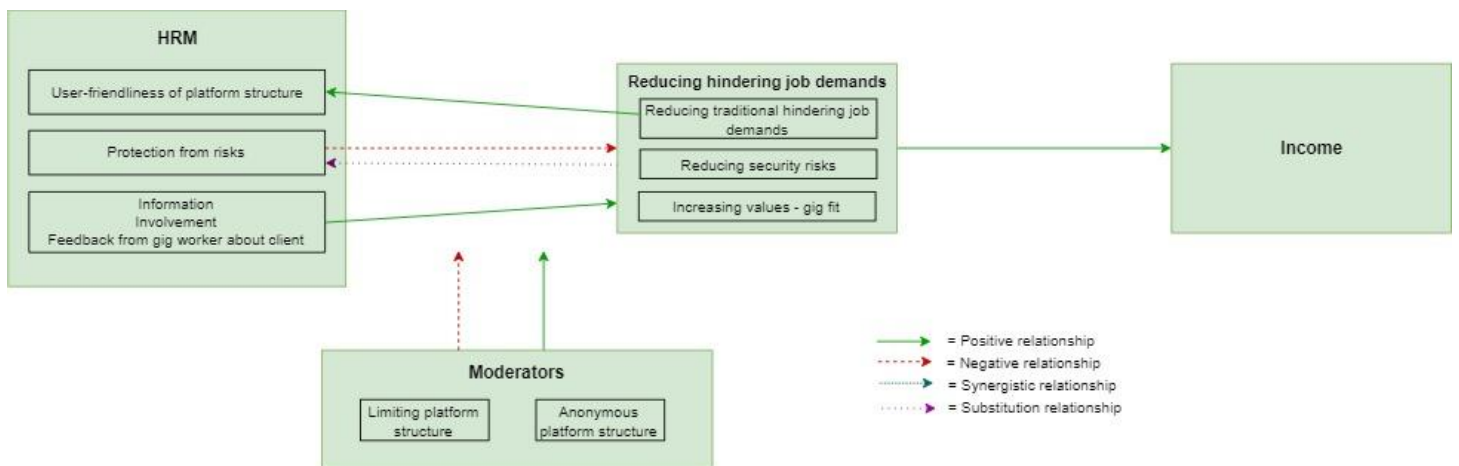 HRM
User-friendliness of platform structure
Protection from risks
Information
Involvement
Feedback from gig worker about client
Reducing hindering job demands
Reducing traditional hindering job
demands
Reducing security risks
Increasing values - gig fit
Income
Moderators
Limiting platform
structure
Anonymous
platform structure
= Positive relationship
= Negative relationship
= Synergistic relationship
= Substitution relationship